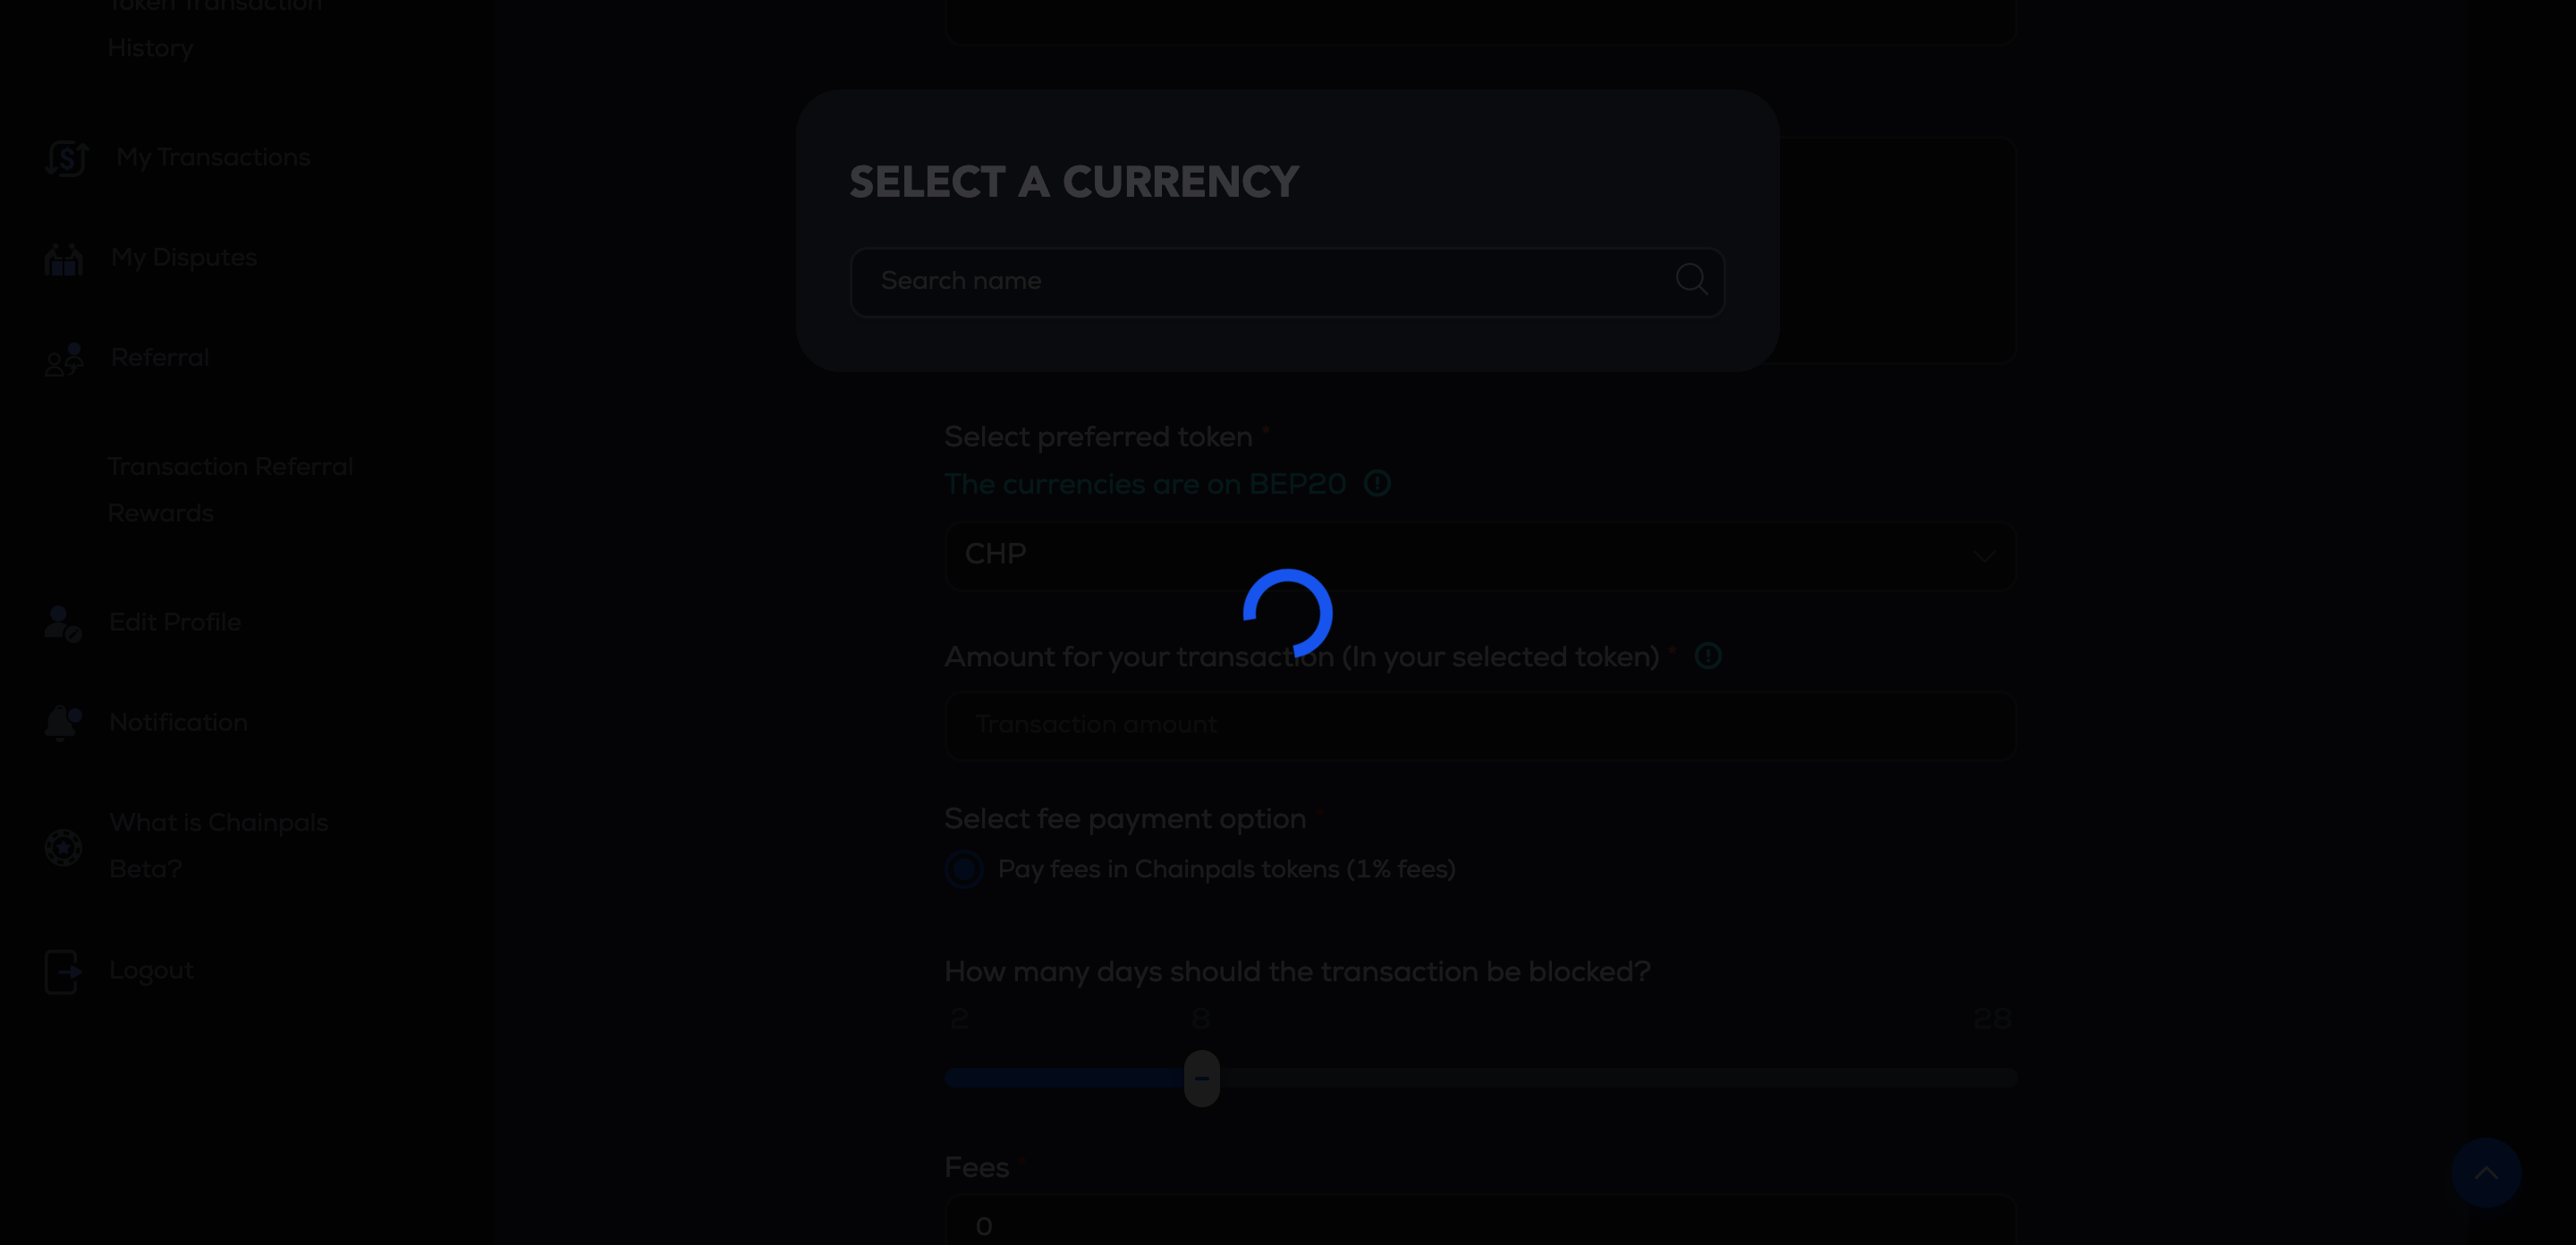 Token Transaction
History
My Transactions
My Disputes
Referral
Transaction Referral
Rewards
Edit Profile
Notification
What is Chainpals
Beta?
Logout
SELECT A CURRENCY
Search name
Select preferred token *
The currencies are on BEP20
CHP
Amount for your transaction (In your selected token) *
Transaction amount
Select fee payment option *
Pay fees in Chainpals tokens (1% fees)
How many days should the transaction be blocked?
2 8 28
Fees *
0